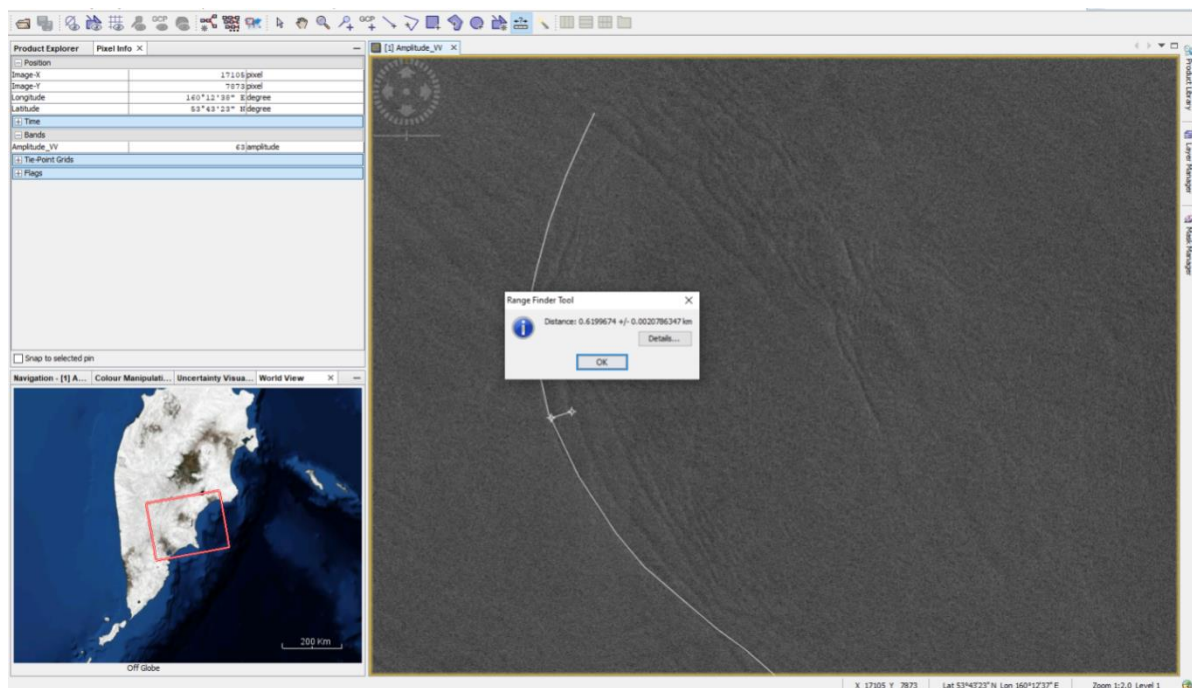 GCP
GCP
Product Explorer Pixel Info ×
[1] Amplitude_VV ×
Position
Image-X 17105 pixel
Image-Y 7873 pixel
Longitude 160°12'38" E degree
Latitude 53°43'23" N degree
Time
Bands
Amplitude_VV 63 amplitude
Tie-Point Grids
Flags
Product Library
Layer Manager
Mask Manager
Range Finder Tool ×
Distance: 0.6199674 +/- 0.0020786347 km
Details...
OK
Snap to selected pin
Navigation - [1] A... Colour Manipulati... Uncertainty Visua... World View ×
200 Km
Off Globe
X 17105 Y 7873 Lat 53°43'23" N Lon 160°12'37" E Zoom 1:2.0 Level 1